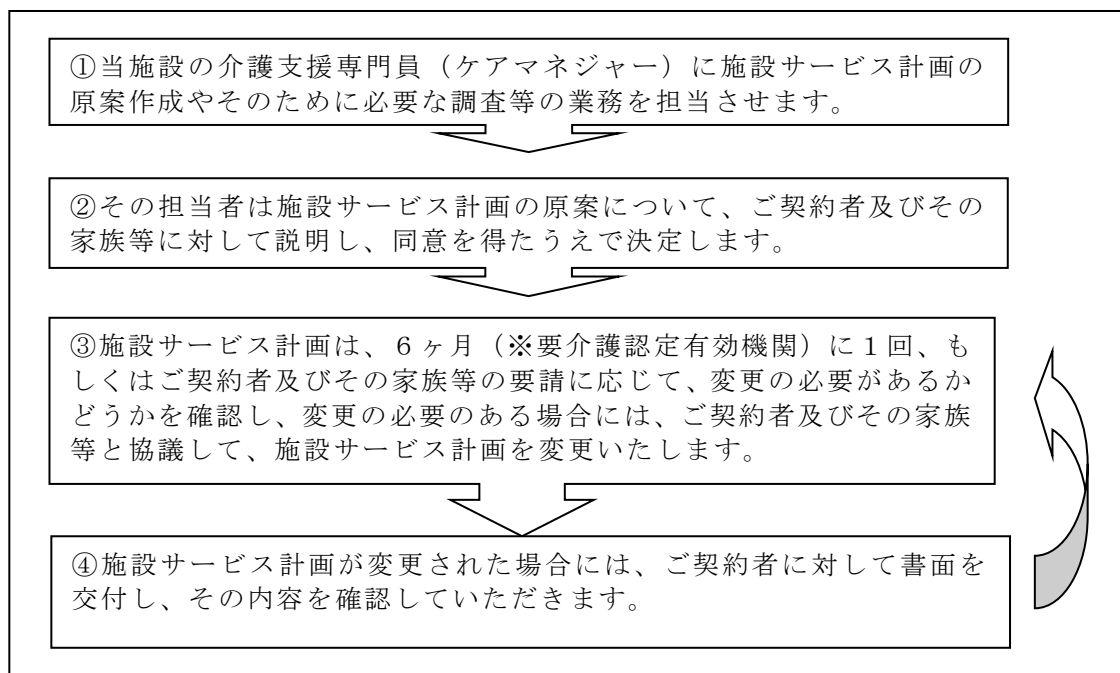 ①当施設の介護支援専門員（ケアマネジャー）に施設サービス計画の
原案作成やそのために必要な調査等の業務を担当させます。
②その担当者は施設サービス計画の原案について、ご契約者及びその
家族等に対して説明し、同意を得たうえで決定します。
③施設サービス計画は、６ヶ月（※要介護認定有効機関）に１回、も
しくはご契約者及びその家族等の要請に応じて、変更の必要があるか
どうかを確認し、変更の必要のある場合には、ご契約者及びその家族
等と協議して、施設サービス計画を変更いたします。
④施設サービス計画が変更された場合には、ご契約者に対して書面を
交付し、その内容を確認していただきます。